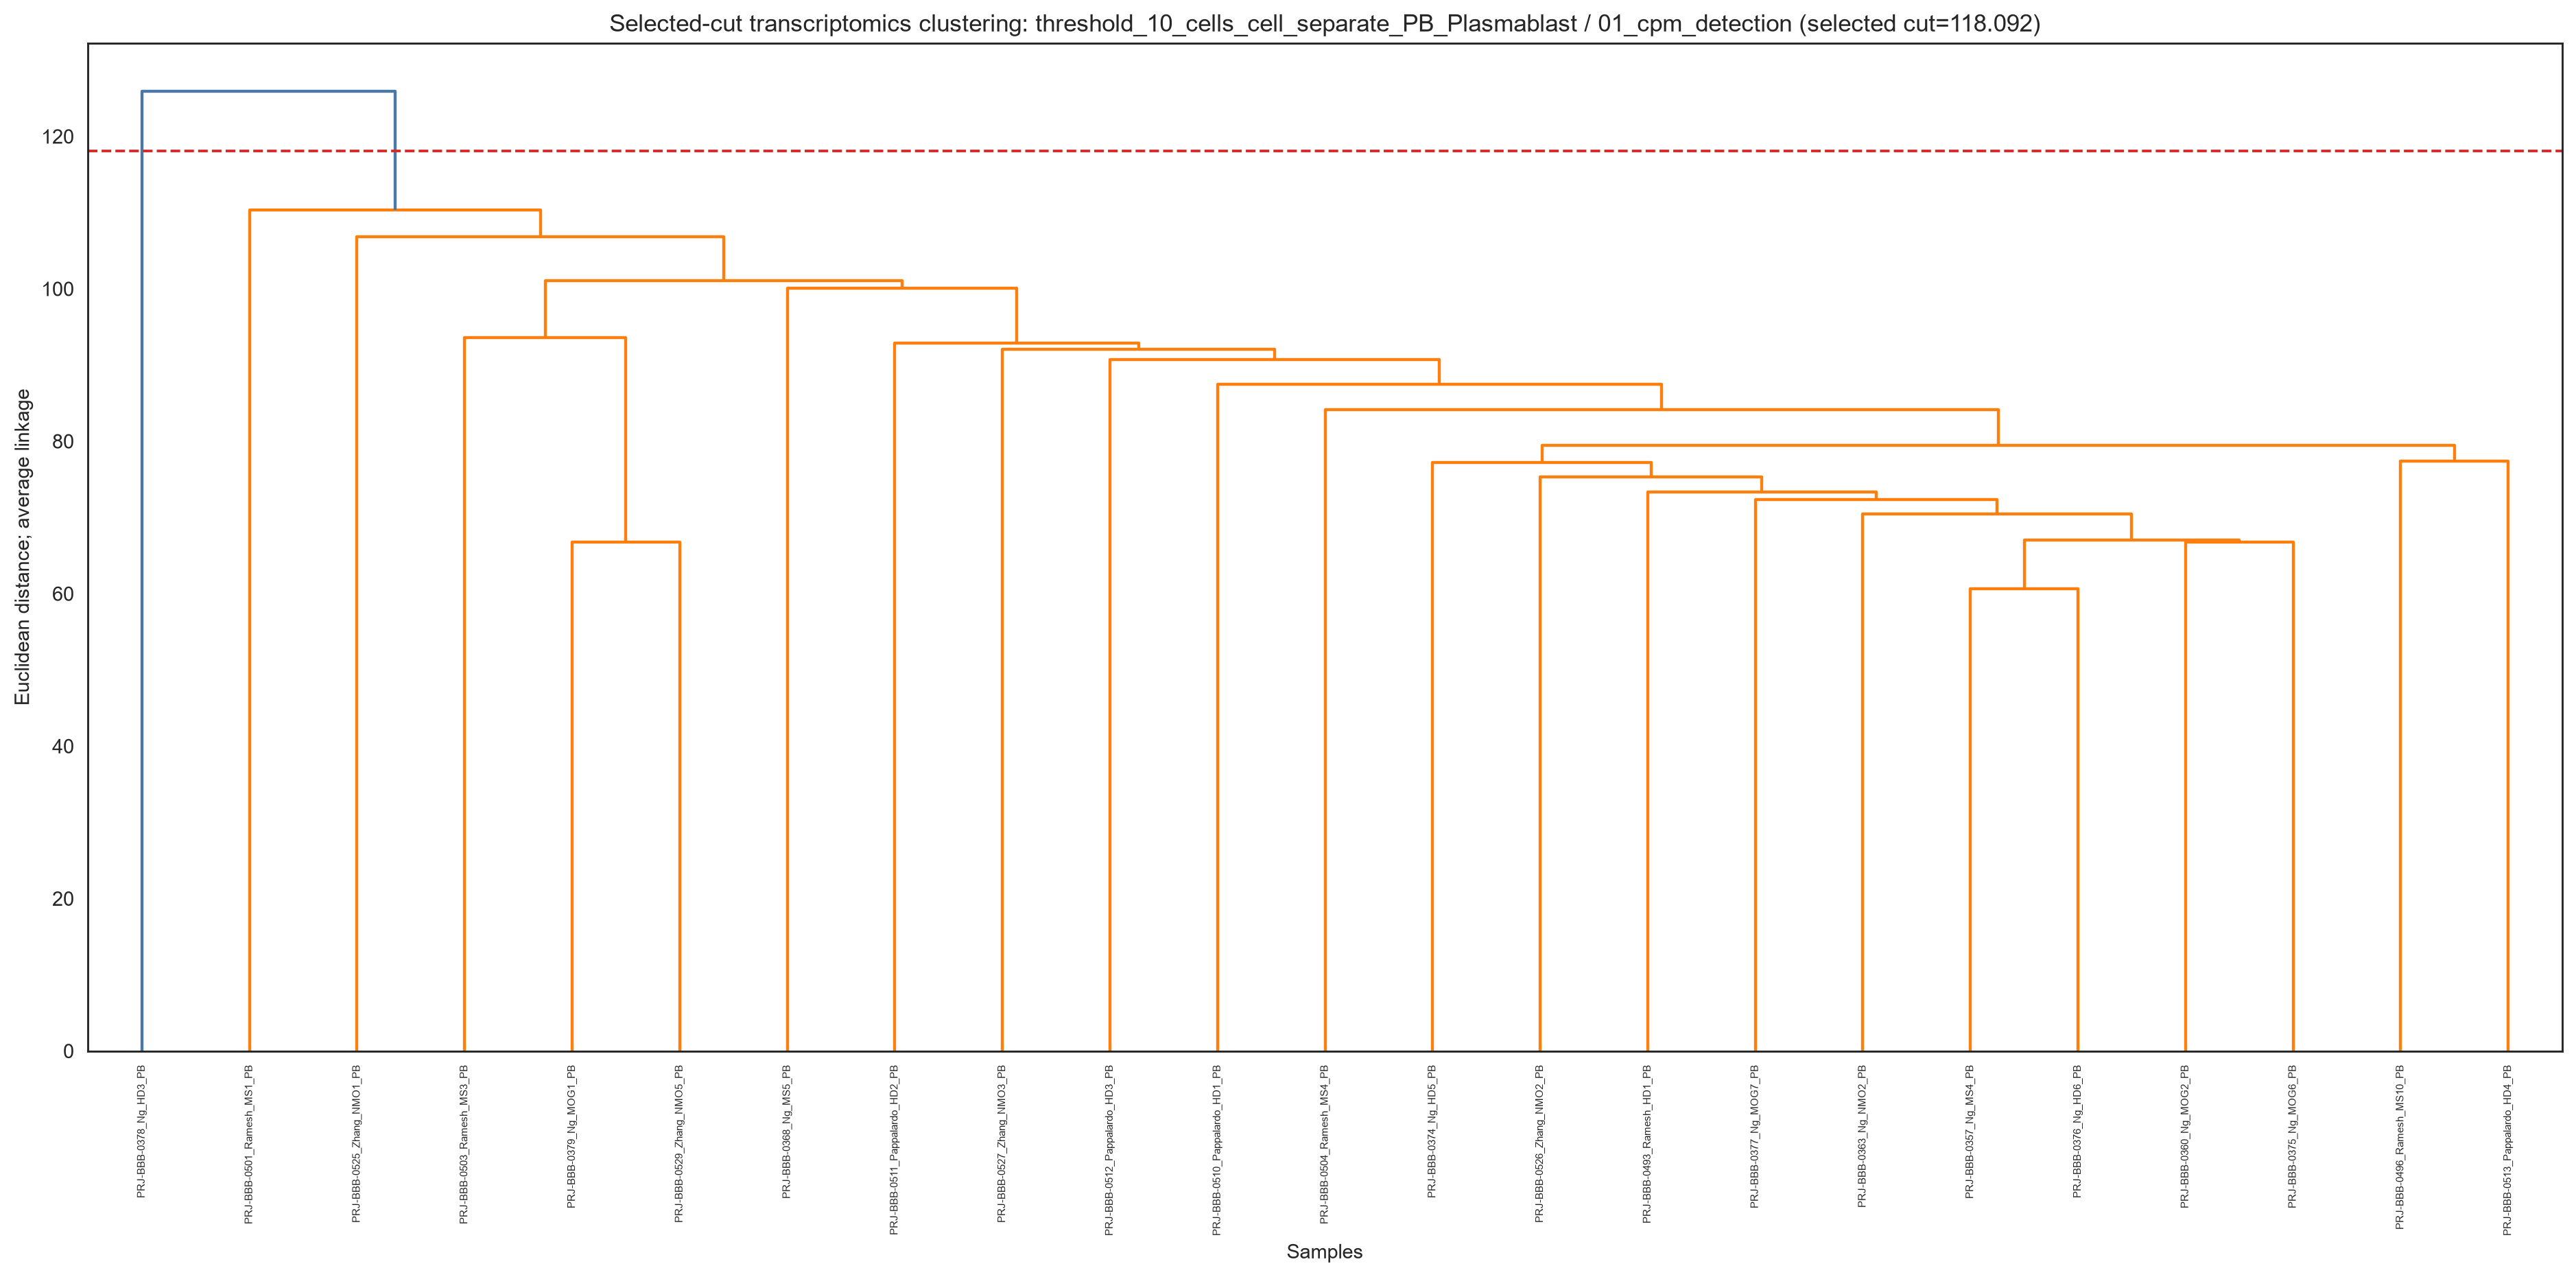 Selected-cut transcriptomics clustering: threshold_10_cells_cell_separate_PB_Plasmablast / 01_cpm_detection (selected cut=118.092)
Euclidean distance; average linkage
120
100
80
60
40
20
0
PRJ-BBB-0378_Ng_HD3_PB
PRJ-BBB-0501_Ramesh_MS1_PB
PRJ-BBB-0525_Zhang_NMO1_PB
PRJ-BBB-0503_Ramesh_MS3_PB
PRJ-BBB-0379_Ng_MOG1_PB
PRJ-BBB-0529_Zhang_NMO5_PB
PRJ-BBB-0368_Ng_MS5_PB
PRJ-BBB-0511_Pappalardo_HD2_PB
PRJ-BBB-0527_Zhang_NMO3_PB
PRJ-BBB-0512_Pappalardo_HD3_PB
PRJ-BBB-0510_Pappalardo_HD1_PB
PRJ-BBB-0504_Ramesh_MS4_PB
PRJ-BBB-0374_Ng_HD5_PB
PRJ-BBB-0526_Zhang_NMO2_PB
PRJ-BBB-0493_Ramesh_HD1_PB
PRJ-BBB-0377_Ng_MOG7_PB
PRJ-BBB-0363_Ng_NMO2_PB
PRJ-BBB-0357_Ng_MS4_PB
PRJ-BBB-0376_Ng_HD6_PB
PRJ-BBB-0360_Ng_MOG2_PB
PRJ-BBB-0375_Ng_MOG6_PB
PRJ-BBB-0496_Ramesh_MS10_PB
PRJ-BBB-0513_Pappalardo_HD4_PB
Samples